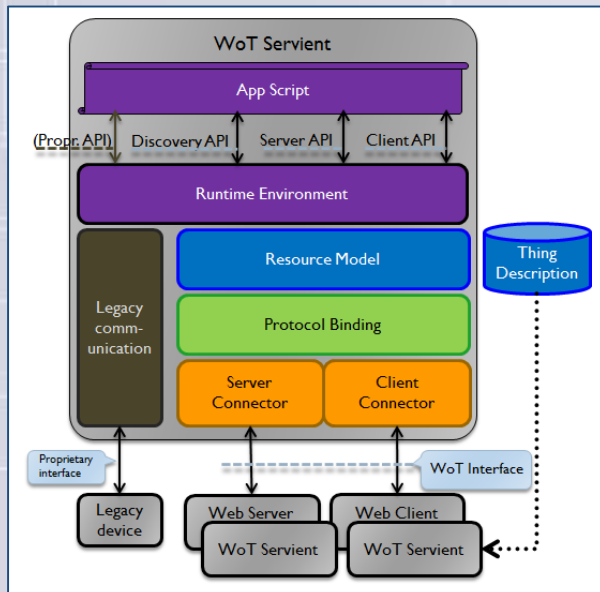 WoT Servient
App Script
(Propr. API)
Discovery API
Server API
Client API
Runtime Environment
Legacy
comm-
unication
Resource Model
Thing
Description
Protocol Binding
Server
Connector
Client
Connector
Proprietary
interface
WoT Interface
Legacy
device
Web Server
WoT Servient
Web Client
WoT Servient